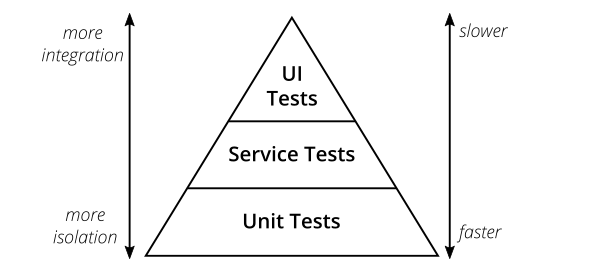 more
integration
slower
UI
Tests
Service Tests
Unit Tests
more
isolation
faster